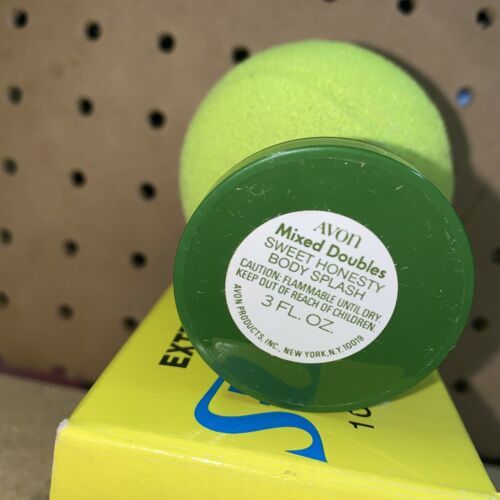 AVON
Mixed Doubles
SWEET HONESTY
BODY SPLASH
CAUTION: FLAMMABLE UNTIL DRY.
KEEP OUT OF REACH OF CHILDREN.
3 FL. OZ.
AVON PRODUCTS, INC., NEW YORK, N.Y. 10019